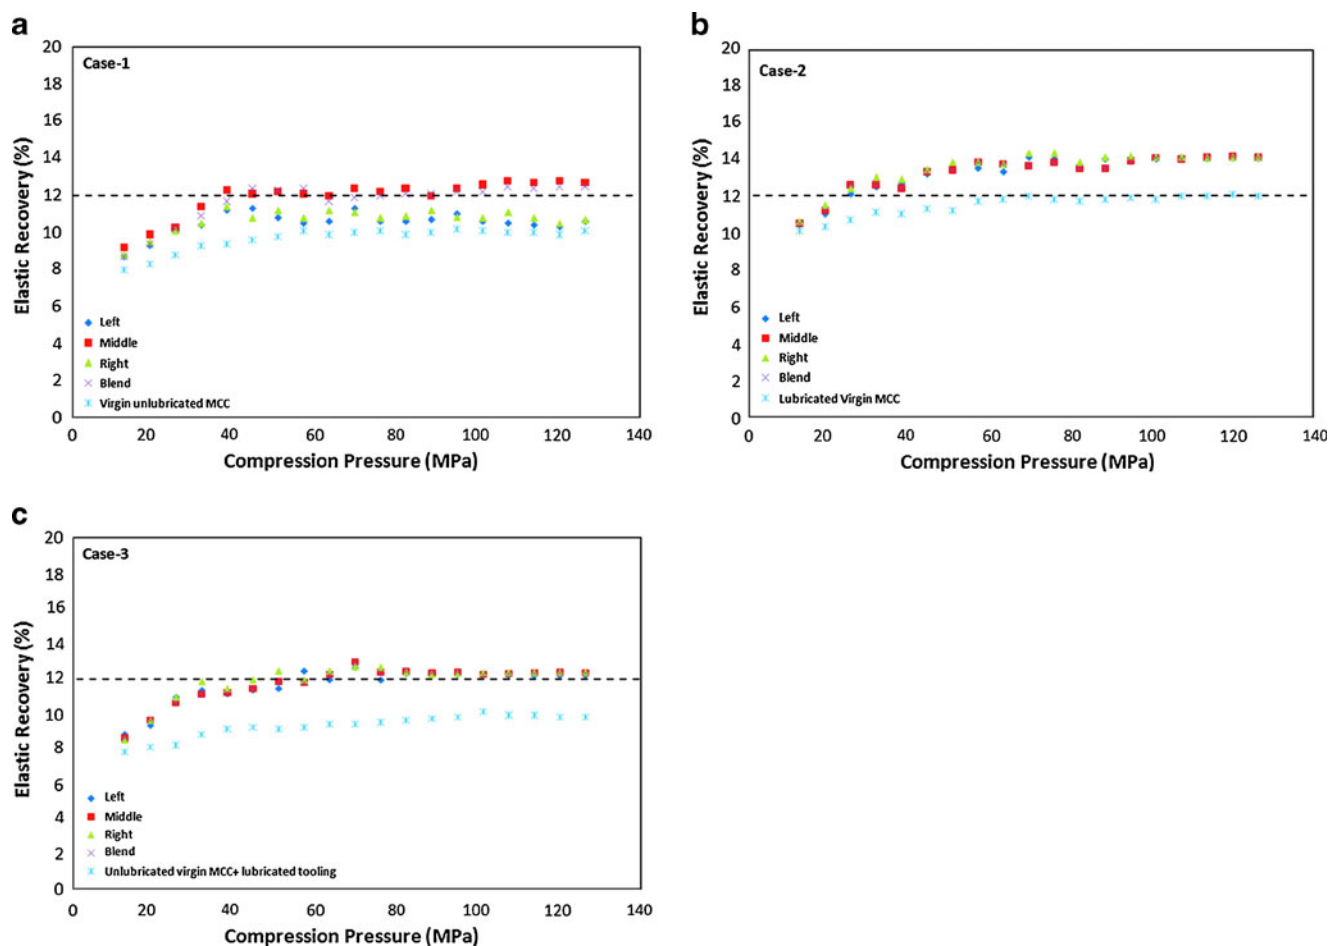 a
Case-1
Elastic Recovery (%)
20
18
16
14
12
10
8
6
4
2
0
Left
Middle
Right
Blend
Virgin unlubricated MCC
0 20 40 60 80 100 120 140
Compression Pressure (MPa)
b
Case-2
Elastic Recovery (%)
20
18
16
14
12
10
8
6
4
2
0
Left
Middle
Right
Blend
Lubricated Virgin MCC
0 20 40 60 80 100 120 140
Compression Pressure (MPa)
c
Case-3
Elastic Recovery (%)
20
18
16
14
12
10
8
6
4
2
0
Left
Middle
Right
Blend
Unlubricated virgin MCC+ lubricated tooling
0 20 40 60 80 100 120 140
Compression Pressure (MPa)